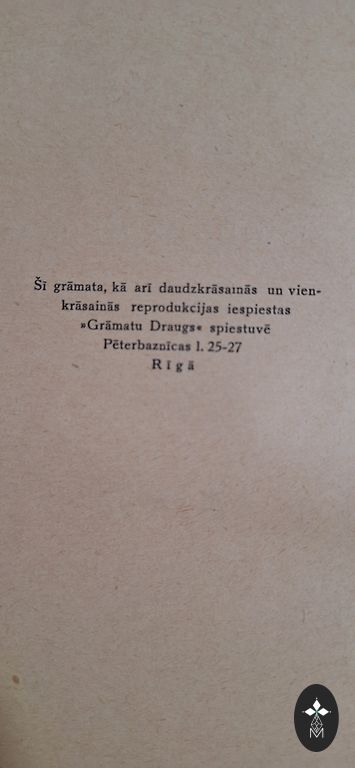 Šī grāmata, kā arī daudzkrāsainās un vien-
krāsainās reprodukcijas iespiestas
»Grāmatu Draugs« spiestuvē
Pēterbaznīcas l. 25-27
Rīgā
M